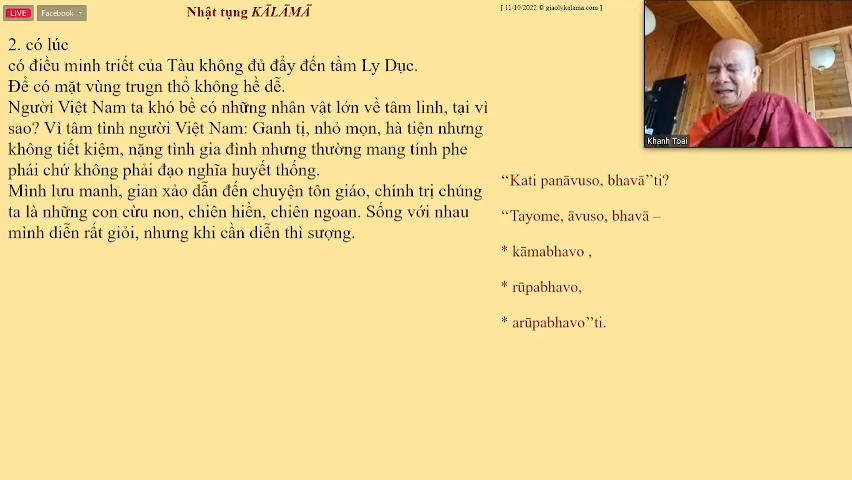 LIVE
Facebook
Nhật tụng KĀLĀMĀ
[ 11/10/2022 © giaolykalama.com ]
2. có lúc
có điều minh triết của Tàu không đủ đẩy đến tầm Ly Dục.
Để có mặt vùng trugn thổ không hề dễ.
Người Việt Nam ta khó bề có những nhân vật lớn về tâm linh, tại vì
sao? Vì tâm tình người Việt Nam: Ganh tị, nhỏ mọn, hà tiện nhưng
không tiết kiệm, nặng tình gia đình nhưng thường mang tính phe
phái chứ không phải đạo nghĩa huyết thống.
Mình lưu manh, gian xảo dẫn đến chuyện tôn giáo, chính trị chúng
ta là những con cừu non, chiên hiền, chiên ngoan. Sống với nhau
mình diễn rất giỏi, nhưng khi cần diễn thì sượng.
Khanh Toai
“Kati panāvuso, bhavā”ti?
“Tayome, āvuso, bhavā –
* kāmabhavo ,
* rūpabhavo,
* arūpabhavo”ti.